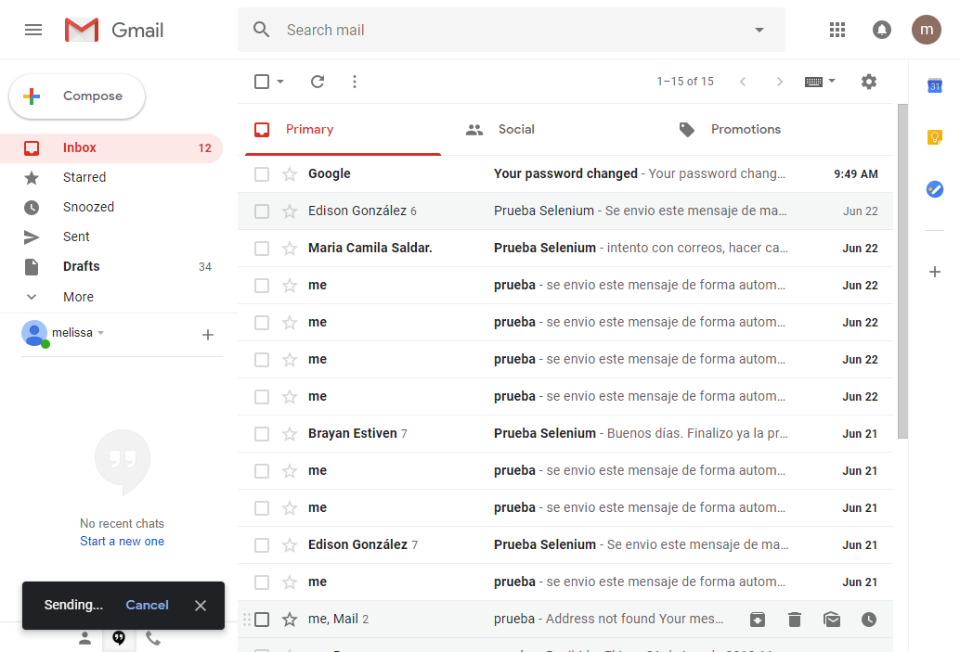 Gmail
Search mail
m
Compose
1–15 of 15
31
Inbox 12
Starred
Snoozed
Sent
Drafts 34
More
melissa
No recent chats
Start a new one
Sending... Cancel
Primary Social Promotions
Google Your password changed - Your password chang... 9:49 AM
Edison González 6 Prueba Selenium - Se envio este mensaje de ma... Jun 22
Maria Camila Saldar. Prueba Selenium - intento con correos, hacer ca... Jun 22
me prueba - se envio este mensaje de forma autom... Jun 22
me prueba - se envio este mensaje de forma autom... Jun 22
me prueba - se envio este mensaje de forma autom... Jun 22
me prueba - se envio este mensaje de forma autom... Jun 22
Brayan Estiven 7 Prueba Selenium - Buenos días. Finalizo ya la pr... Jun 21
me prueba - se envio este mensaje de forma autom... Jun 21
me prueba - se envio este mensaje de forma autom... Jun 21
Edison González 7 Prueba Selenium - Se envio este mensaje de ma... Jun 21
me prueba - se envio este mensaje de forma autom... Jun 21
me, Mail 2 prueba - Address not found Your mes...